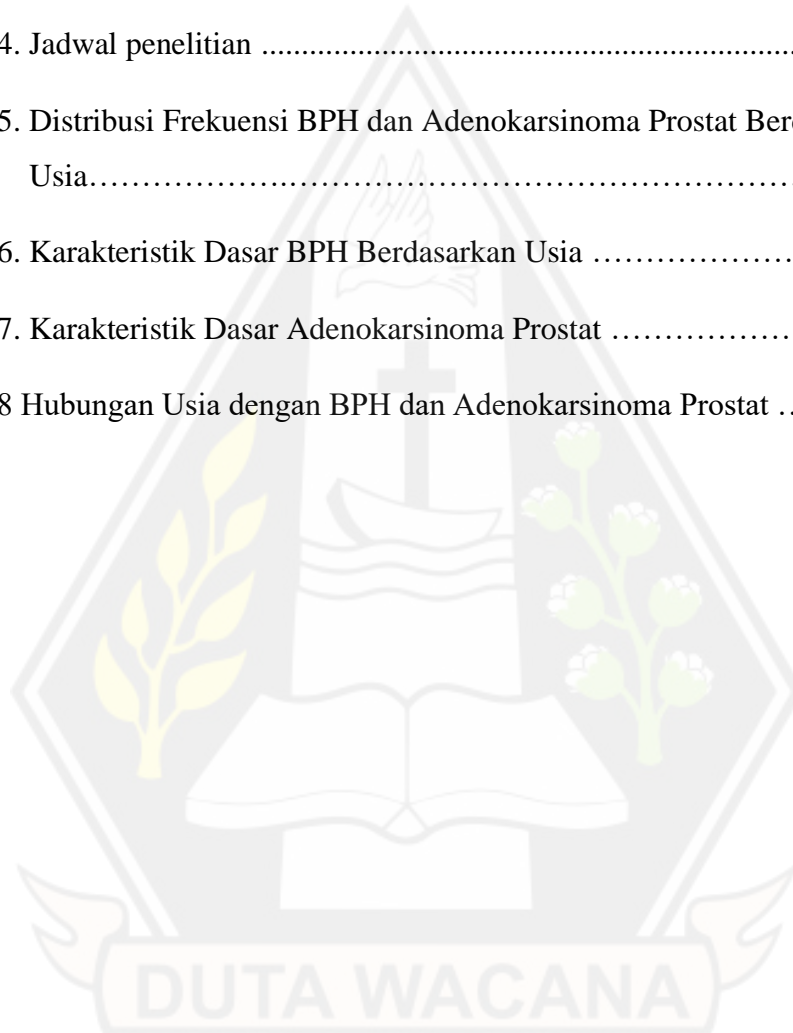 4. Jadwal penelitian ..........................................................................
5. Distribusi Frekuensi BPH dan Adenokarsinoma Prostat
Usia………………..……………………………………………
6. Karakteristik Dasar BPH Berdasarkan Usia …………………
7. Karakteristik Dasar Adenokarsinoma Prostat ………………
8 Hubungan Usia dengan BPH dan Adenokarsinoma Prostat …
DUTA WACANA